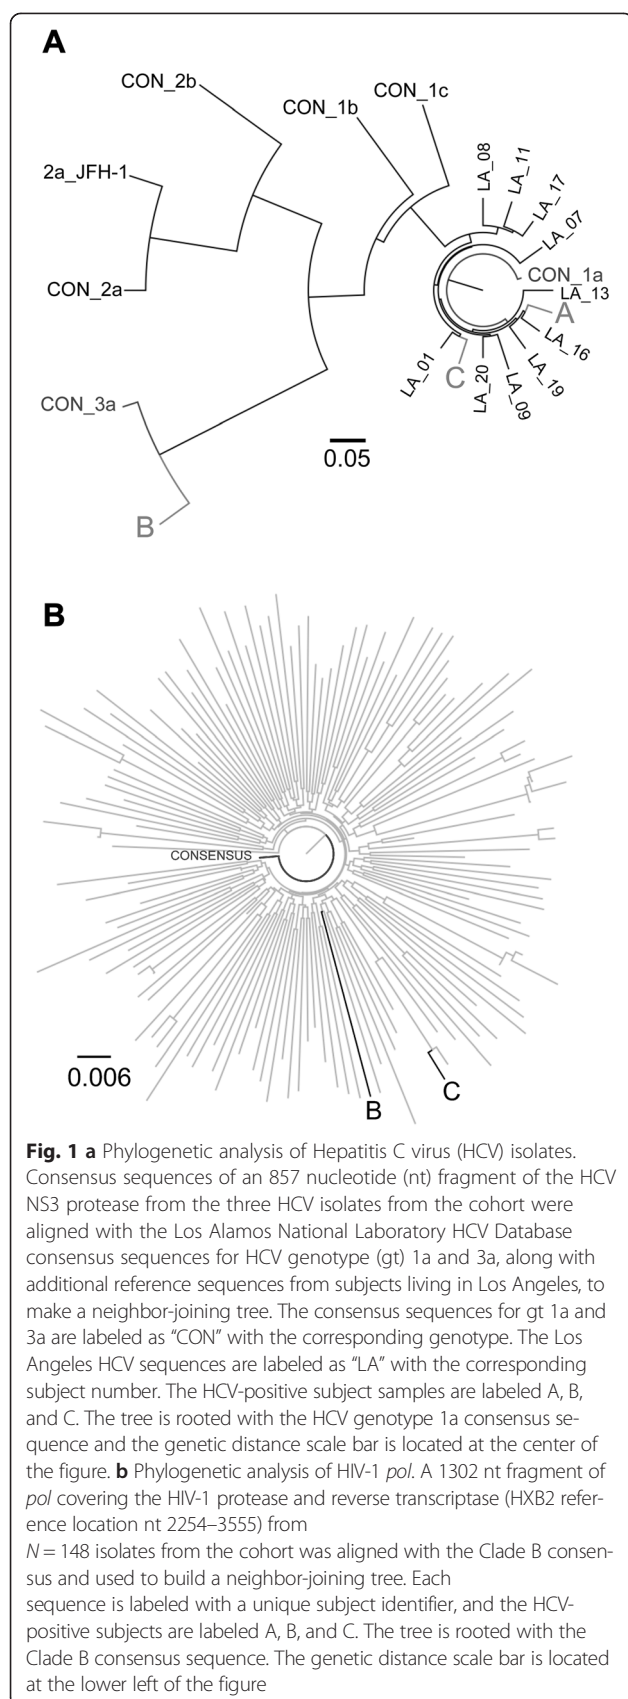 A
CON_2b
CON_1c
CON_1b
2a_JFH-1
LA_08
LA_11
LA_17
LA_07
CON_1a
CON_2a
LA_13
A
LA_16
LA_01
C
LA_20
LA_09
LA_19
CON_3a
0.05
B
B
CONSENSUS
0.006
B
C
Fig. 1 a Phylogenetic analysis of Hepatitis C virus (HCV) isolates.
Consensus sequences of an 857 nucleotide (nt) fragment of the HCV
NS3 protease from the three HCV isolates from the cohort were
aligned with the Los Alamos National Laboratory HCV Database
consensus sequences for HCV genotype (gt) 1a and 3a, along with
additional reference sequences from subjects living in Los Angeles, to
make a neighbor-joining tree. The consensus sequences for gt 1a and
3a are labeled as “CON” with the corresponding genotype. The Los
Angeles HCV sequences are labeled as “LA” with the corresponding
subject number. The HCV-positive subject samples are labeled A, B,
and C. The tree is rooted with the HCV genotype 1a consensus se-
quence and the genetic distance scale bar is located at the center of
the figure. b Phylogenetic analysis of HIV-1 pol. A 1302 nt fragment of
pol covering the HIV-1 protease and reverse transcriptase (HXB2 refer-
ence location nt 2254–3555) from
N = 148 isolates from the cohort was aligned with the Clade B consen-
sus and used to build a neighbor-joining tree. Each
sequence is labeled with a unique subject identifier, and the HCV-
positive subjects are labeled A, B, and C. The tree is rooted with the
Clade B consensus sequence. The genetic distance scale bar is located
at the lower left of the figure